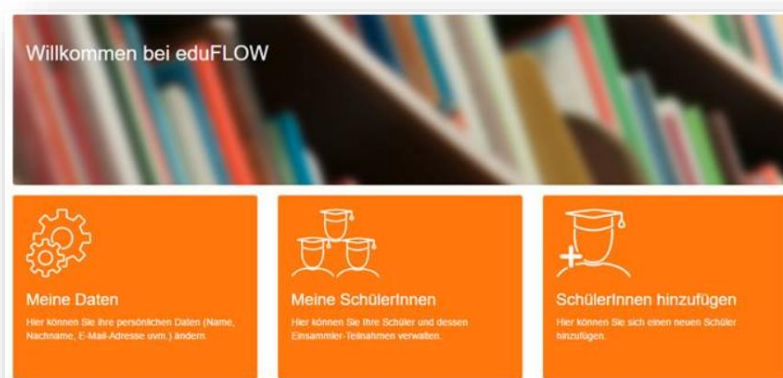 Willkommen bei eduFLOW
Meine Daten
Hier können Sie Ihre persönlichen Daten (Name,
Nachname, E-Mail-Adresse uvm.) ändern.
Meine SchülerInnen
Hier können Sie Ihre Schüler und dessen
Einsammler-Teilnahmen verwalten.
SchülerInnen hinzufügen
Hier können Sie sich einen neuen Schüler
hinzufügen.